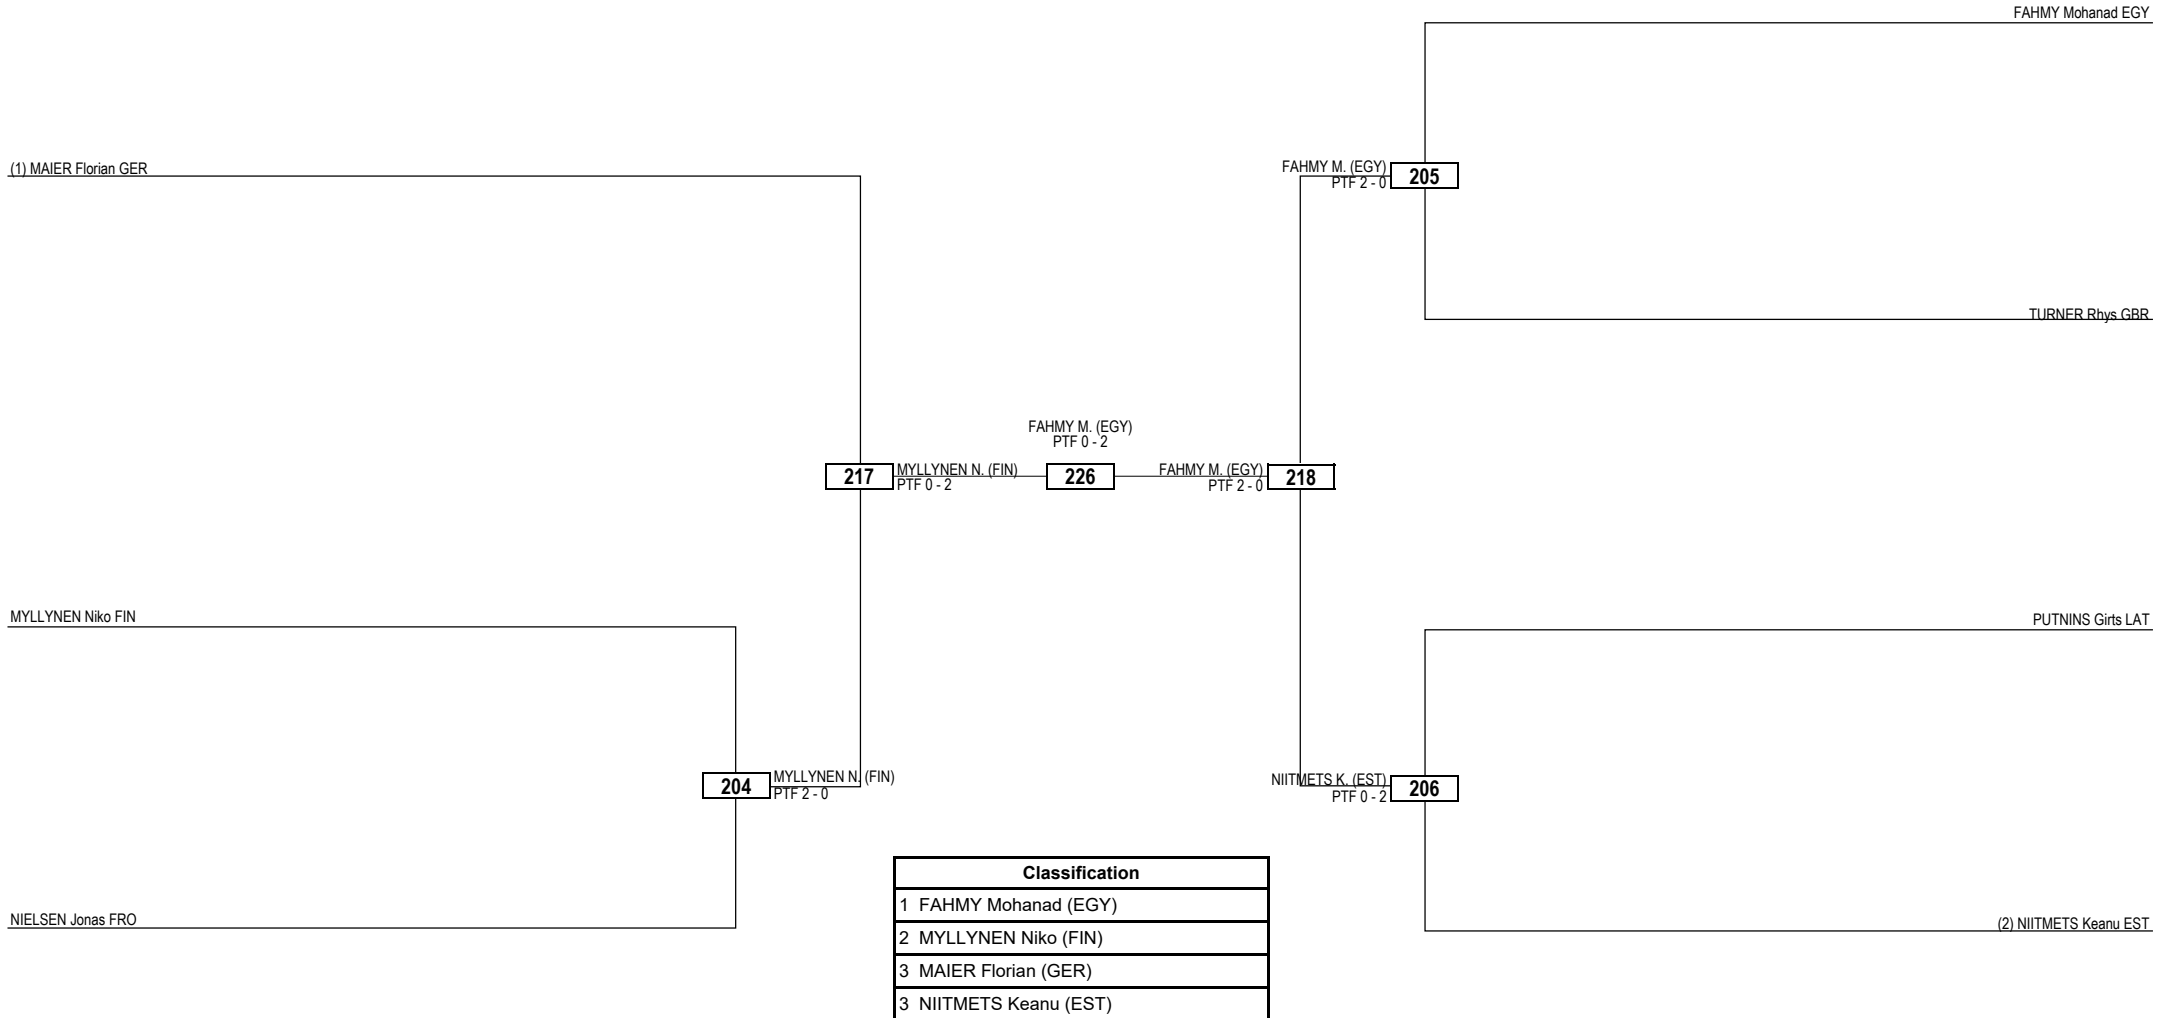 FAHMY Mohanad EGY
(1) MAIER Florian GER
FAHMY M. (EGY)
PTF 2 - 0
205
TURNER Rhys GBR
FAHMY M. (EGY)
PTF 0 - 2
217
MYLLYNEN N. (FIN)
PTF 0 - 2
226
FAHMY M. (EGY)
PTF 2 - 0
218
MYLLYNEN Niko FIN
PUTNINS Girts LAT
204
MYLLYNEN N. (FIN)
PTF 2 - 0
NIITMETS K. (EST)
PTF 0 - 2
206
NIELSEN Jonas FRO
(2) NIITMETS Keanu EST
Classification
1 FAHMY Mohanad (EGY)
2 MYLLYNEN Niko (FIN)
3 MAIER Florian (GER)
3 NIITMETS Keanu (EST)